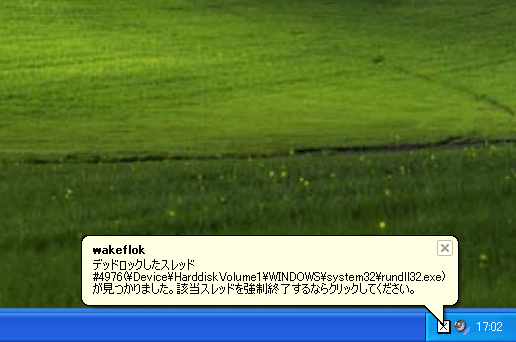 wakeflok
デッドロックしたスレッド
#4976(\Device\HarddiskVolume1\WINDOWS\system32\rundll32.exe)
が見つかりました。該当スレッドを強制終了するならクリックしてください。
17:02